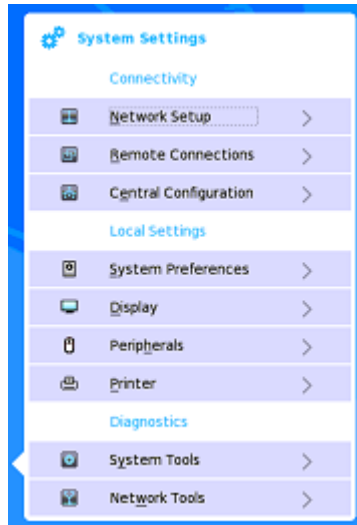 System Settings
Connectivity
Network Setup
Remote Connections
Central Configuration
Local Settings
System Preferences
Display
Peripherals
Printer
Diagnostics
System Tools
Network Tools